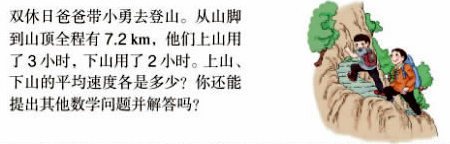 双休日爸爸带小勇去登山。从山脚
到山顶全程有 7.2 km，他们上山用
了 3 小时，下山用了 2 小时。上山、
下山的平均速度各是多少？你还能
提出其他数学问题并解答吗？